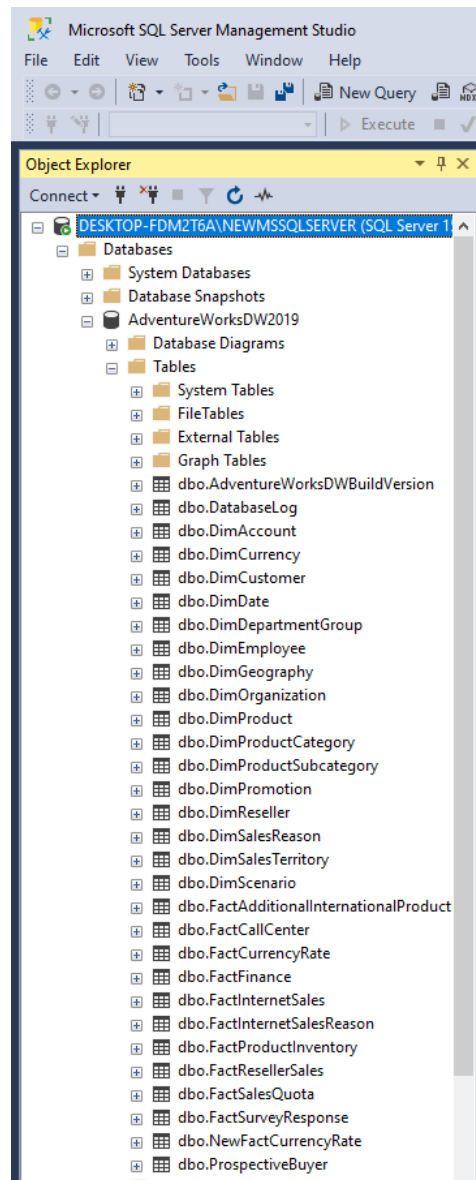 Microsoft SQL Server Management Studio
File Edit View Tools Window Help
New Query MDX
Execute
Object Explorer
Connect
DESKTOP-FDM2T6A\NEWMSSQLSERVER (SQL Server 15
Databases
System Databases
Database Snapshots
AdventureWorksDW2019
Database Diagrams
Tables
System Tables
FileTables
External Tables
Graph Tables
dbo.AdventureWorksDWBuildVersion
dbo.DatabaseLog
dbo.DimAccount
dbo.DimCurrency
dbo.DimCustomer
dbo.DimDate
dbo.DimDepartmentGroup
dbo.DimEmployee
dbo.DimGeography
dbo.DimOrganization
dbo.DimProduct
dbo.DimProductCategory
dbo.DimProductSubcategory
dbo.DimPromotion
dbo.DimReseller
dbo.DimSalesReason
dbo.DimSalesTerritory
dbo.DimScenario
dbo.FactAdditionalInternationalProduct
dbo.FactCallCenter
dbo.FactCurrencyRate
dbo.FactFinance
dbo.FactInternetSales
dbo.FactInternetSalesReason
dbo.FactProductInventory
dbo.FactResellerSales
dbo.FactSalesQuota
dbo.FactSurveyResponse
dbo.NewFactCurrencyRate
dbo.ProspectiveBuyer